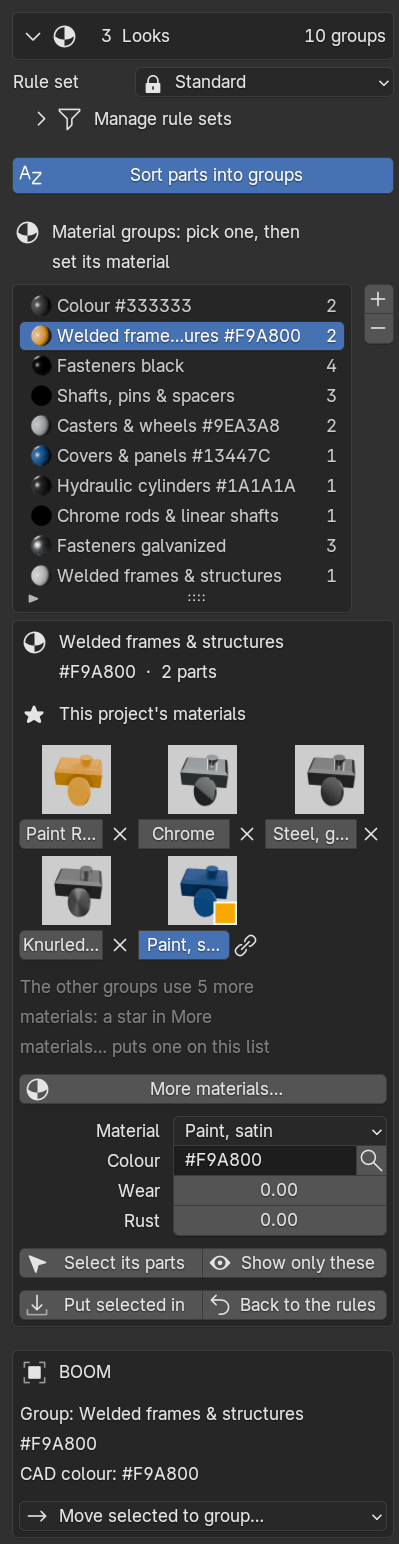 3 Looks 10 groups
Rule set Standard
Manage rule sets
AZ Sort parts into groups
Material groups: pick one, then
set its material
Colour #333333 2
Welded frame...ures #F9A800 2
Fasteners black 4
Shafts, pins & spacers 3
Casters & wheels #9EA3A8 2
Covers & panels #13447C 1
Hydraulic cylinders #1A1A1A 1
Chrome rods & linear shafts 1
Fasteners galvanized 3
Welded frames & structures 1
Welded frames & structures
#F9A800 · 2 parts
This project's materials
Paint R... Chrome Steel, g...
Knurled... Paint, s...
The other groups use 5 more
materials: a star in More
materials... puts one on this list
More materials...
Material Paint, satin
Colour #F9A800
Wear 0.00
Rust 0.00
Select its parts Show only these
Put selected in Back to the rules
BOOM
Group: Welded frames & structures
#F9A800
CAD colour: #F9A800
Move selected to group...